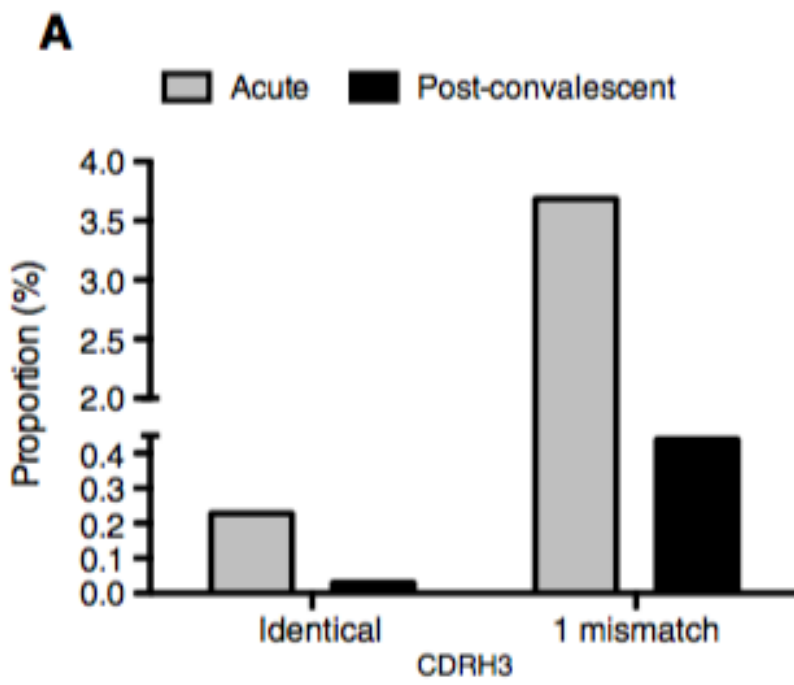 A
Acute Post-convalescent
4.0
3.5
3.0
2.5
2.0
0.4
0.3
0.2
0.1
0.0
Proportion (%)
Identical 1 mismatch
CDRH3